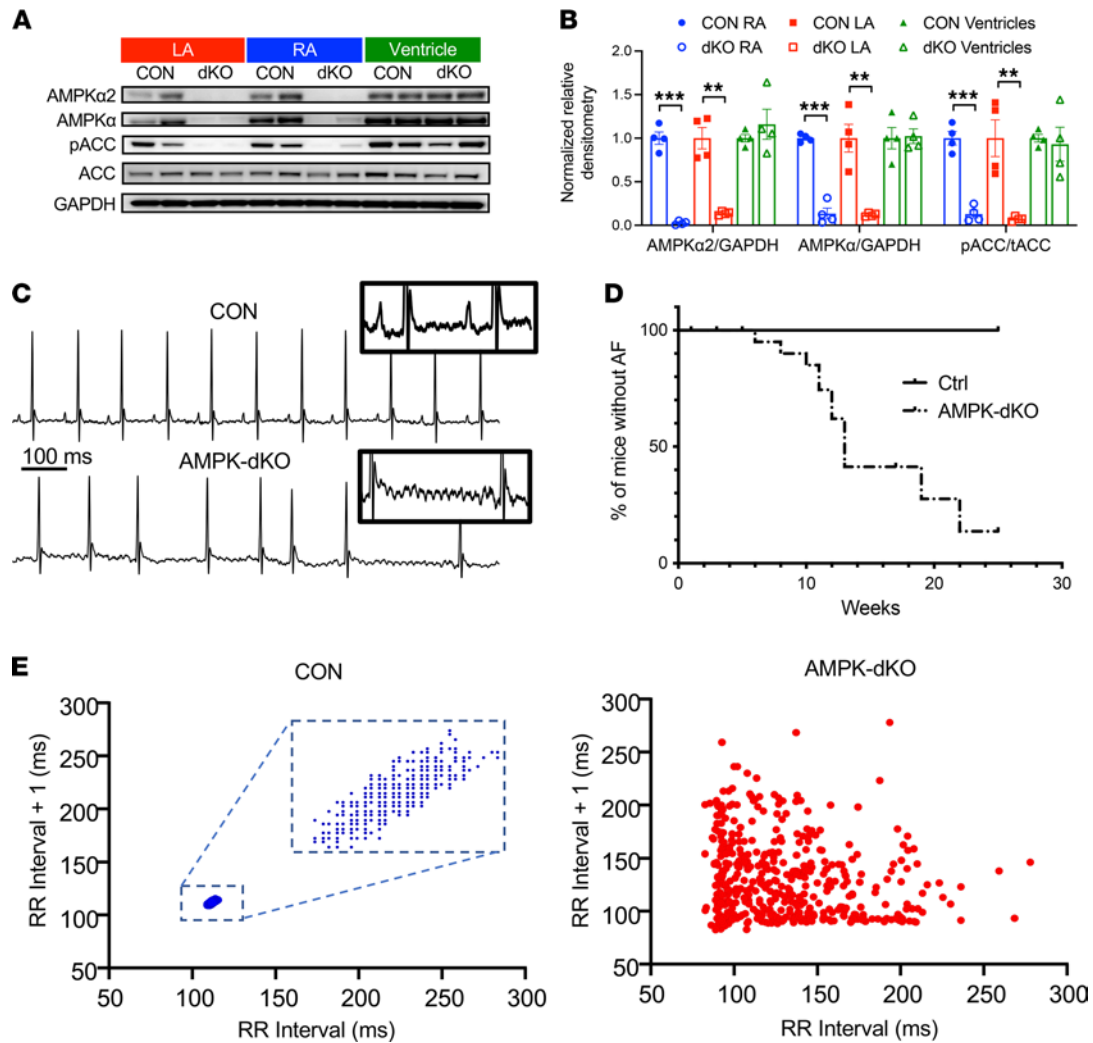 A
LA RA Ventricle
CON dKO CON dKO CON dKO
AMPKα2
AMPKα
pACC
ACC
GAPDH
B
CON RA CON LA CON Ventricles
dKO RA dKO LA dKO Ventricles
Normalized relative
densitometry
2.0
1.5
1.0
0.5
0.0
*** ** *** ** *** **
AMPKα2/GAPDH AMPKα/GAPDH pACC/tACC
C
CON
100 ms
AMPK-dKO
D
% of mice without AF
100
50
0
Ctrl
AMPK-dKO
0 10 20 30
Weeks
E
CON
RR Interval + 1 (ms)
300
250
200
150
100
50
50 100 150 200 250 300
RR Interval (ms)
AMPK-dKO
RR Interval + 1 (ms)
300
250
200
150
100
50
50 100 150 200 250 300
RR Interval (ms)